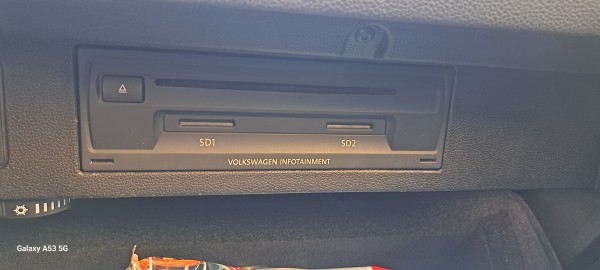 SD1
SD2
VOLKSWAGEN INFOTAINMENT
Galaxy A53 5G